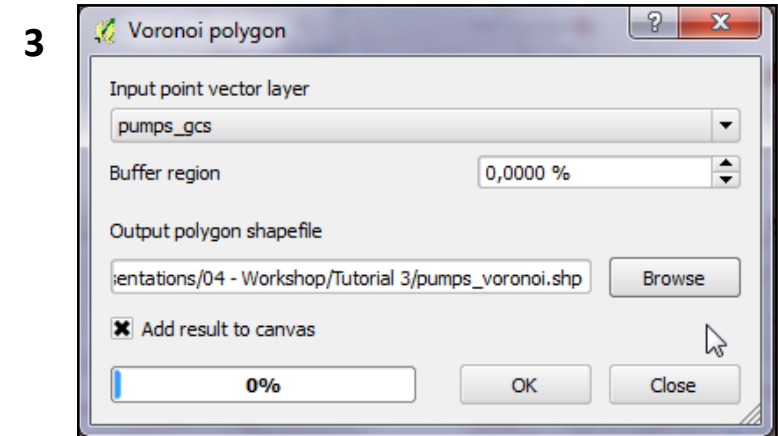 3
Voronoi polygon
Input point vector layer
pumps_gcs
Buffer region 0,0000 %
Output polygon shapefile
/04 - Workshop/Tutorial 3/pumps_voronoi.shp Browse
Add result to canvas
0% OK Close